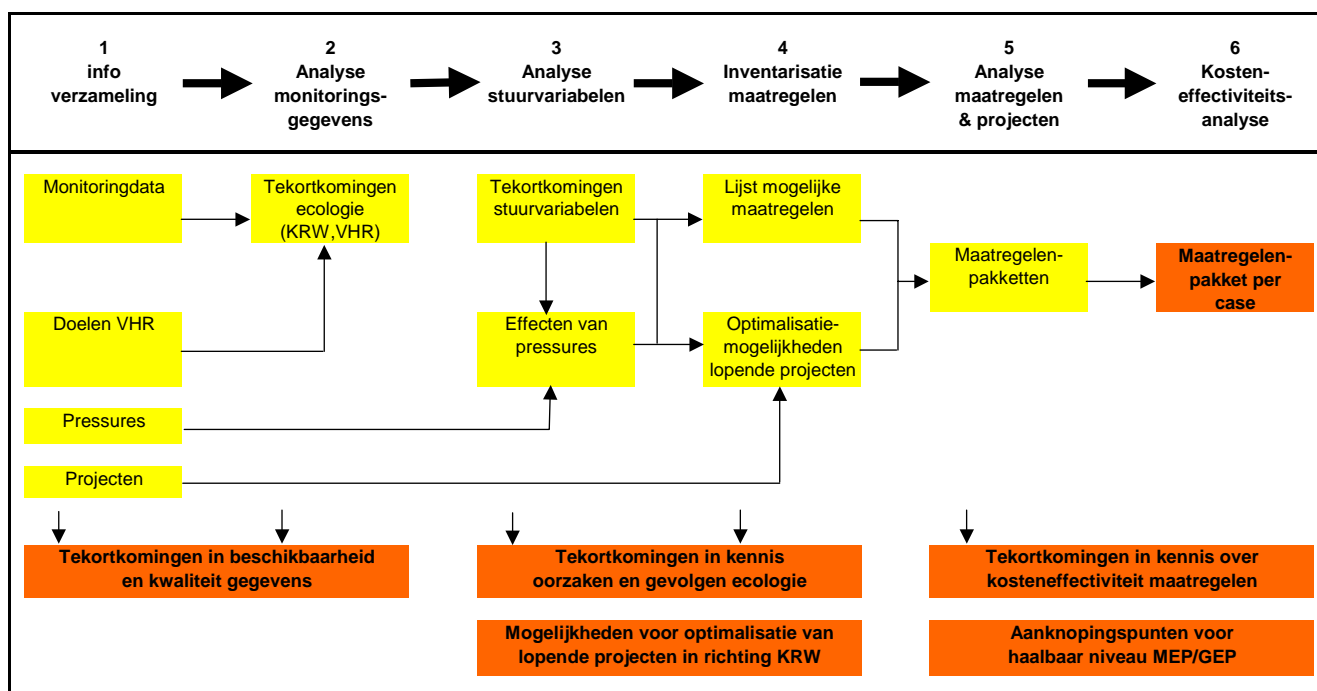 1
info
verzameling
2
Analyse
monitorings-
gegevens
3
Analyse
stuurvariabelen
4
Inventarisatie
maatregelen
5
Analyse
maatregelen
& projecten
6
Kosten-
effectiviteits-
analyse
Monitoringdata
Tekortkomingen
ecologie
(KRW,VHR)
Tekortkomingen
stuurvariabelen
Lijst mogelijke
maatregelen
Maatregelen-
pakketten
Maatregelen-
pakket per
case
Doelen VHR
Effecten van
pressures
Optimalisatie-
mogelijkheden
lopende projecten
Pressures
Projecten
Tekortkomingen in beschikbaarheid
en kwaliteit gegevens
Tekortkomingen in kennis
oorzaken en gevolgen ecologie
Tekortkomingen in kennis over
kosteneffectiviteit maatregelen
Mogelijkheden voor optimalisatie van
lopende projecten in richting KRW
Aanknopingspunten voor
haalbaar niveau MEP/GEP